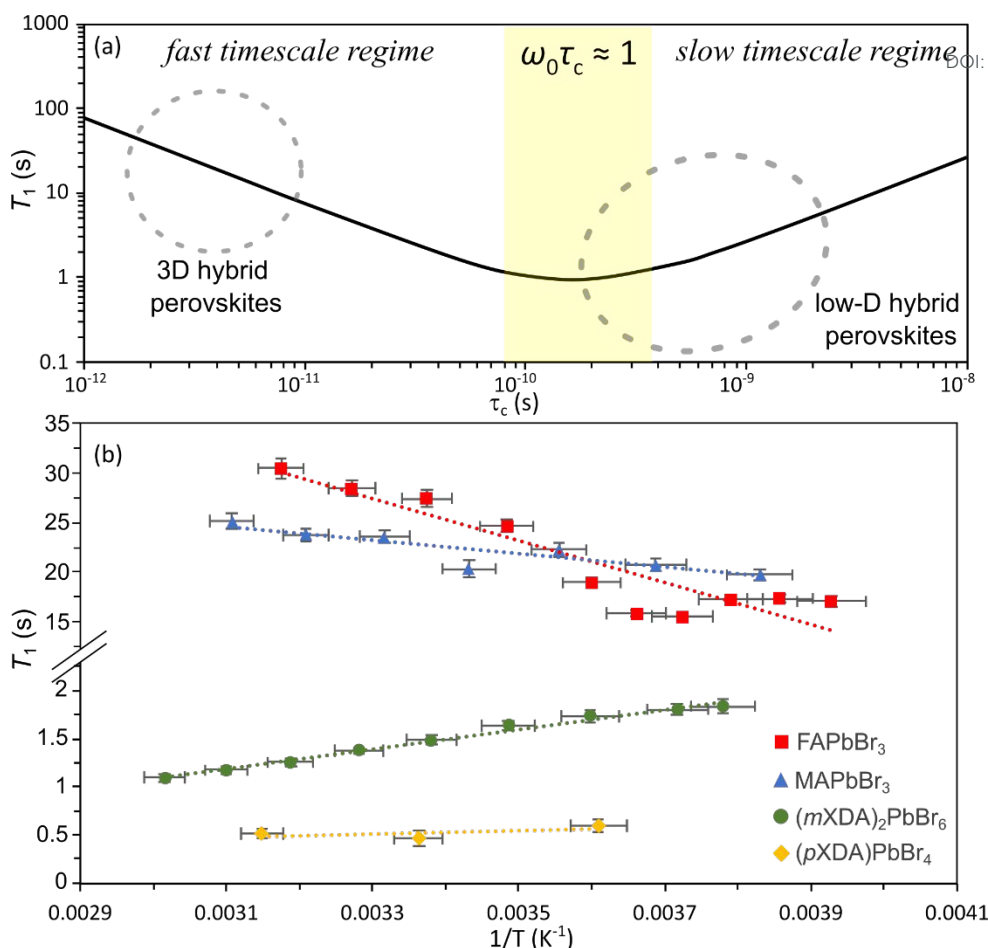 1000
100
10
1
0.1
T₁ (s)
(a)
fast timescale regime
ω₀τc ≈ 1
slow timescale regime
DOI:
3D hybrid
perovskites
low-D hybrid
perovskites
10⁻¹²
10⁻¹¹
10⁻¹⁰
10⁻⁹
10⁻⁸
τc (s)
35
30
25
20
15
2
1.5
1
0.5
0
T₁ (s)
(b)
FAPbBr₃
MAPbBr₃
(mXDA)₂PbBr₆
(pXDA)PbBr₄
0.0029
0.0031
0.0033
0.0035
0.0037
0.0039
0.0041
1/T (K⁻¹)